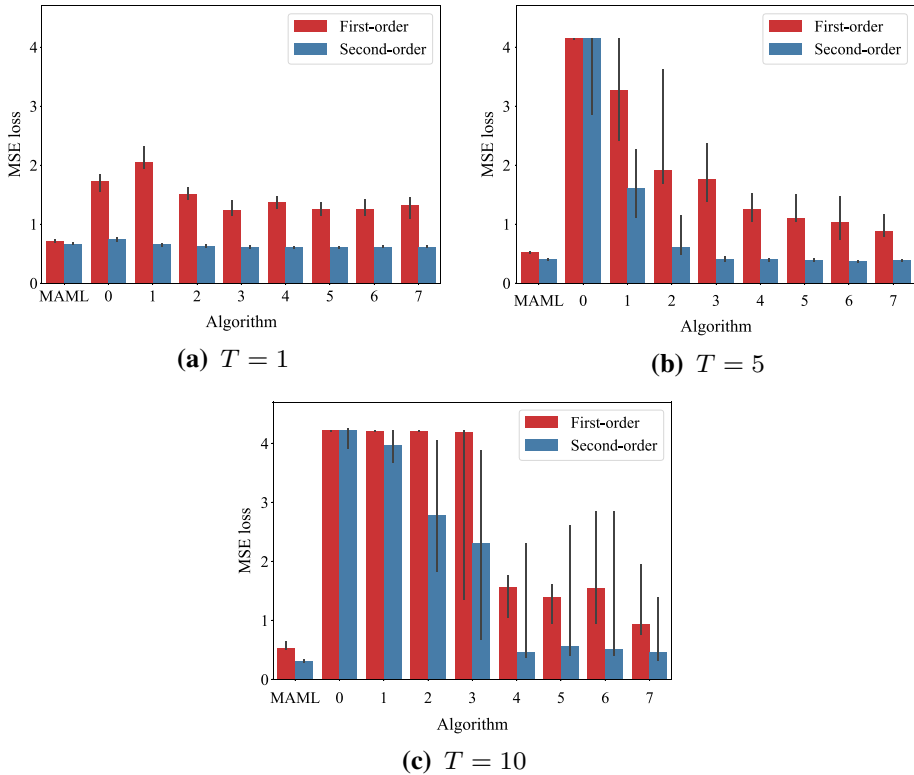 First-order
Second-order
4
3
2
1
0
MSE loss
MAML 0 1 2 3 4 5 6 7
Algorithm
(a) T = 1
First-order
Second-order
4
3
2
1
0
MSE loss
MAML 0 1 2 3 4 5 6 7
Algorithm
(b) T = 5
First-order
Second-order
4
3
2
1
0
MSE loss
MAML 0 1 2 3 4 5 6 7
Algorithm
(c) T = 10